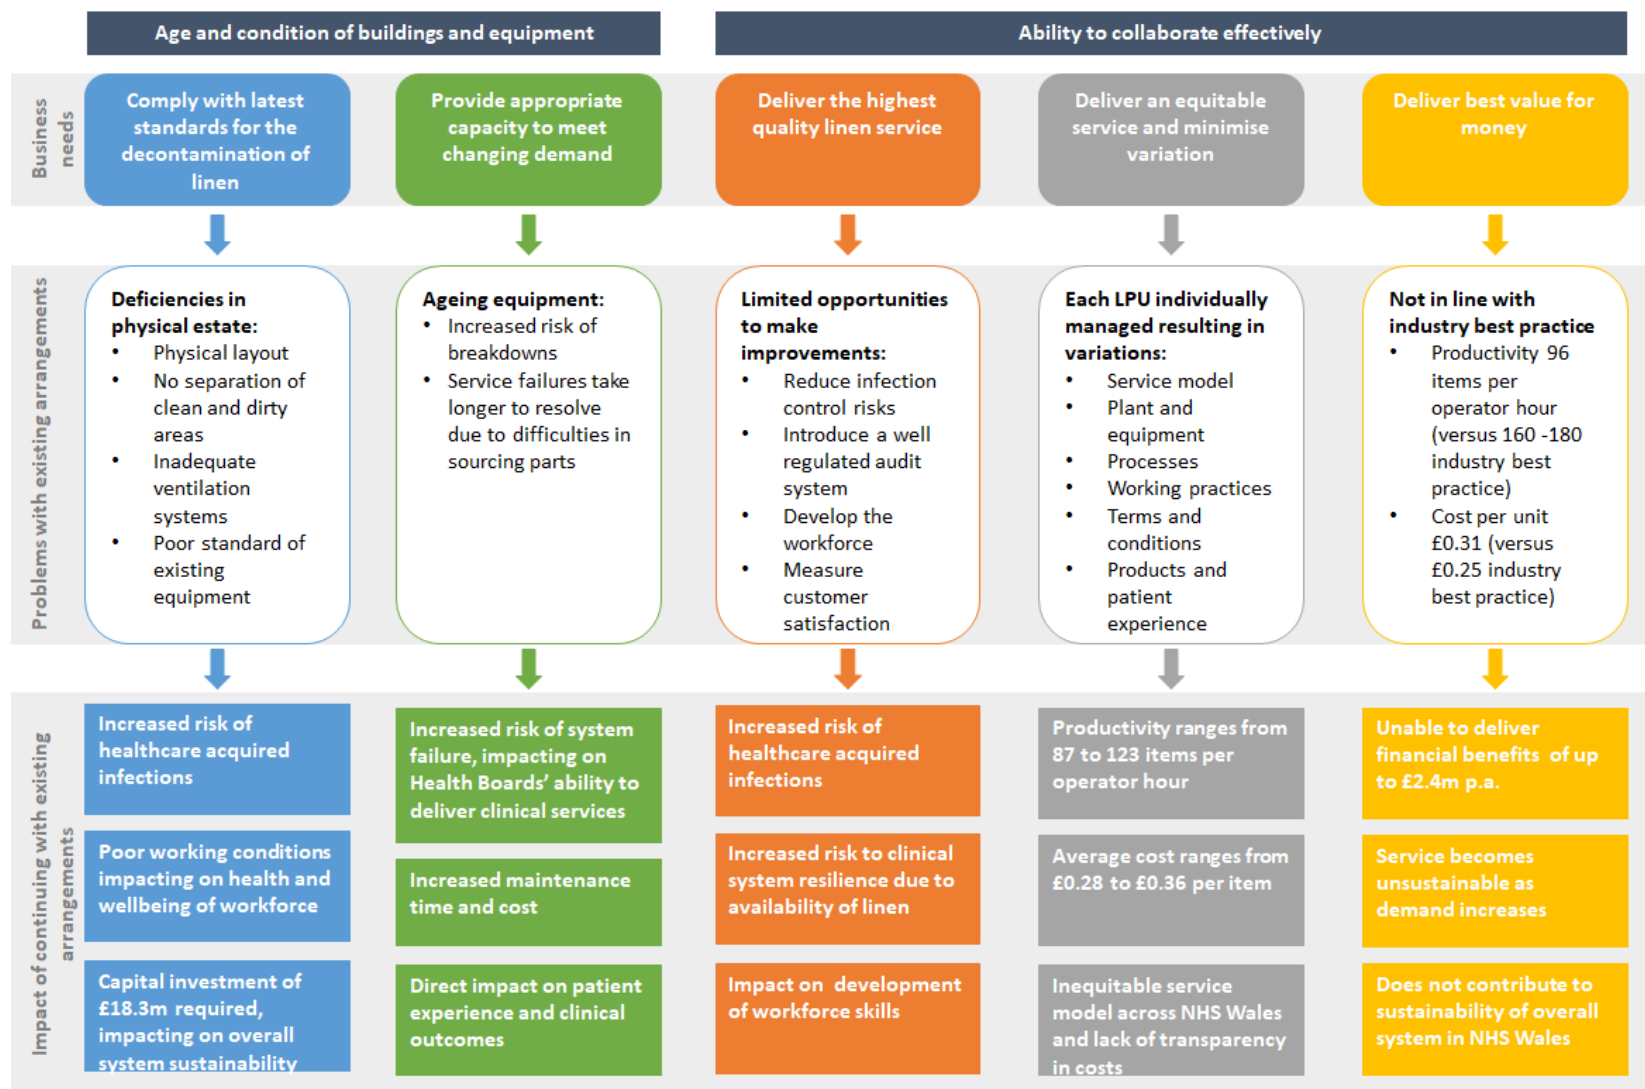 Age and condition of buildings and equipment
Ability to collaborate effectively
Business
needs
Comply with latest
standards for the
decontamination of
linen
Provide appropriate
capacity to meet
changing demand
Deliver the highest
quality linen service
Deliver an equitable
service and minimise
variation
Deliver best value for
money
Problems with existing arrangements
Deficiencies in
physical estate:
• Physical layout
• No separation of
clean and dirty
areas
• Inadequate
ventilation
systems
• Poor standard of
existing
equipment
Ageing equipment:
• Increased risk of
breakdowns
• Service failures take
longer to resolve
due to difficulties in
sourcing parts
Limited opportunities
to make
improvements:
• Reduce infection
control risks
• Introduce a well
regulated audit
system
• Develop the
workforce
• Measure
customer
satisfaction
Each LPU individually
managed resulting in
variations:
• Service model
• Plant and
equipment
• Processes
• Working practices
• Terms and
conditions
• Products and
patient
experience
Not in line with
industry best practice
• Productivity 96
items per
operator hour
(versus 160 -180
industry best
practice)
• Cost per unit
£0.31 (versus
£0.25 industry
best practice)
Impact of continuing with existing
arrangements
Increased risk of
healthcare acquired
infections
Poor working conditions
impacting on health and
wellbeing of workforce
Capital investment of
£18.3m required,
impacting on overall
system sustainability
Increased risk of system
failure, impacting on
Health Boards’ ability to
deliver clinical services
Increased maintenance
time and cost
Direct impact on patient
experience and clinical
outcomes
Increased risk of
healthcare acquired
infections
Increased risk to clinical
system resilience due to
availability of linen
Impact on development
of workforce skills
Productivity ranges from
87 to 123 items per
operator hour
Average cost ranges from
£0.28 to £0.36 per item
Inequitable service
model across NHS Wales
and lack of transparency
in costs
Unable to deliver
financial benefits of up
to £2.4m p.a.
Service becomes
unsustainable as
demand increases
Does not contribute to
sustainability of overall
system in NHS Wales